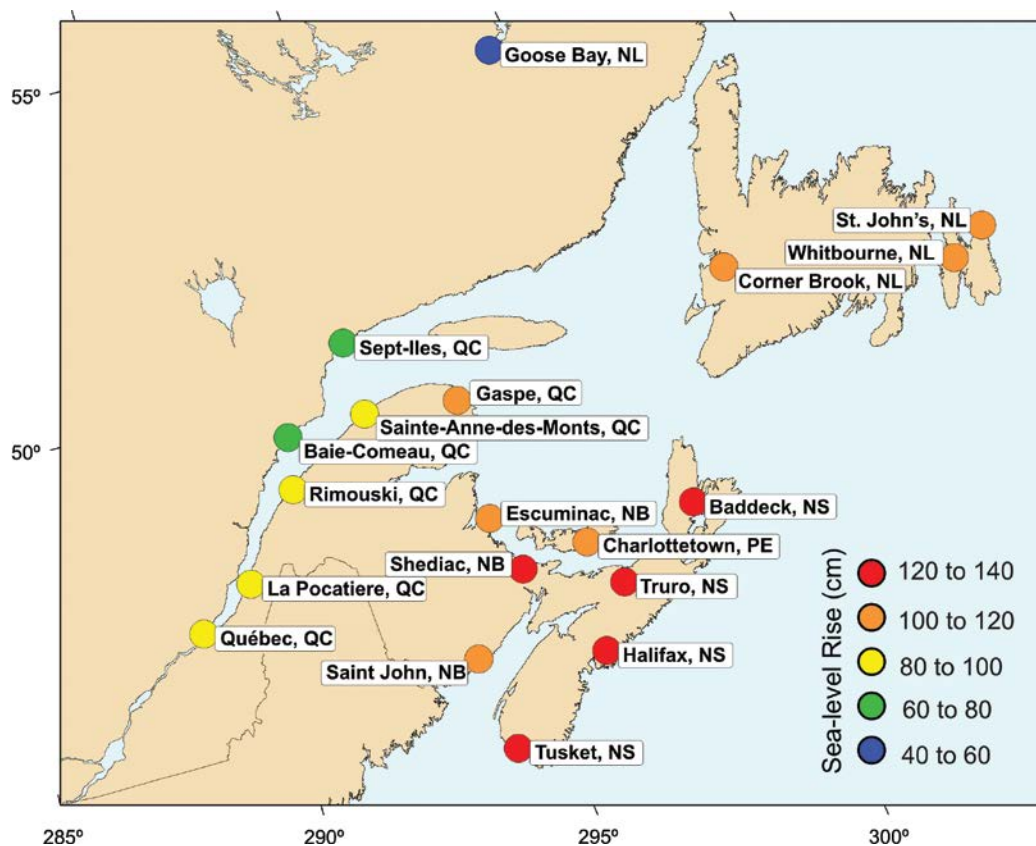 Goose Bay, NL
55º
St. John's, NL
Whitbourne, NL
Corner Brook, NL
Sept-Iles, QC
Gaspe, QC
Sainte-Anne-des-Monts, QC
50º
Baie-Comeau, QC
Rimouski, QC
Baddeck, NS
Escuminac, NB
Charlottetown, PE
Shediac, NB
Truro, NS
La Pocatiere, QC
Québec, QC
Halifax, NS
Saint John, NB
Tusket, NS
Sea-level Rise (cm)
120 to 140
100 to 120
80 to 100
60 to 80
40 to 60
285º
290º
295º
300º